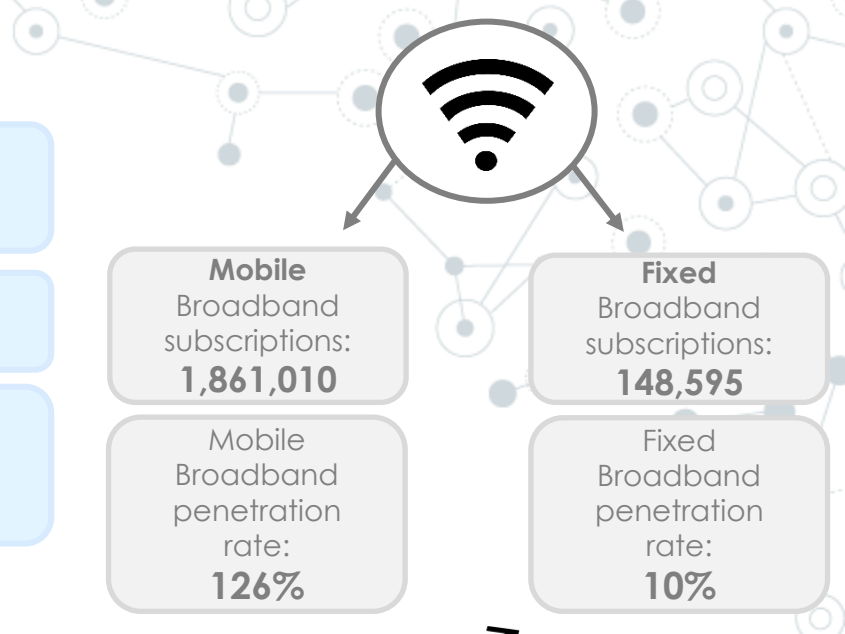 Mobile
Broadband
subscriptions:
1,861,010
Mobile
Broadband
penetration
rate:
126%
Fixed
Broadband
subscriptions:
148,595
Fixed
Broadband
penetration
rate:
10%